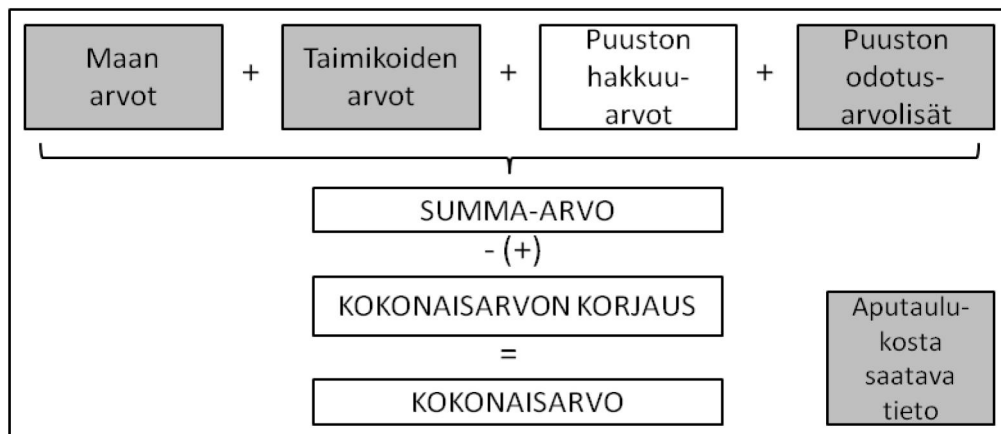 Maan
arvot
+
Taimikoiden
arvot
+
Puuston
hakkuu-
arvot
+
Puuston
odotus-
arvolisät
SUMMA-ARVO
- (+)
KOKONAISARVON KORJAUS
=
KOKONAISARVO
Aputaulu-
kosta
saatava
tieto